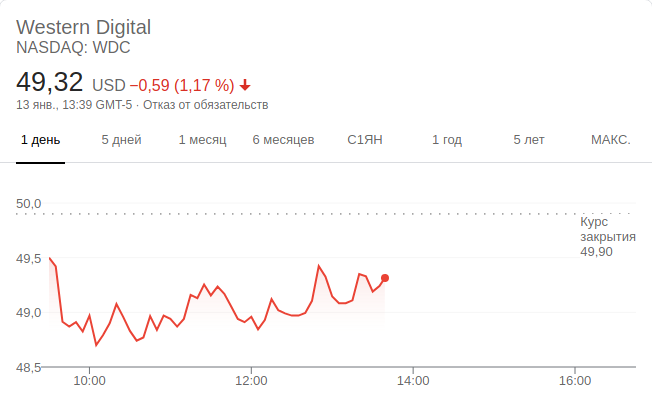 Western Digital
NASDAQ: WDC
49,32 USD −0,59 (1,17 %)
13 янв., 13:39 GMT-5 · Отказ от обязательств
1 день 5 дней 1 месяц 6 месяцев С1ЯН 1 год 5 лет МАКС.
50,0
Курс
закрытия
49,90
49,5
49,0
48,5
10:00 12:00 14:00 16:00